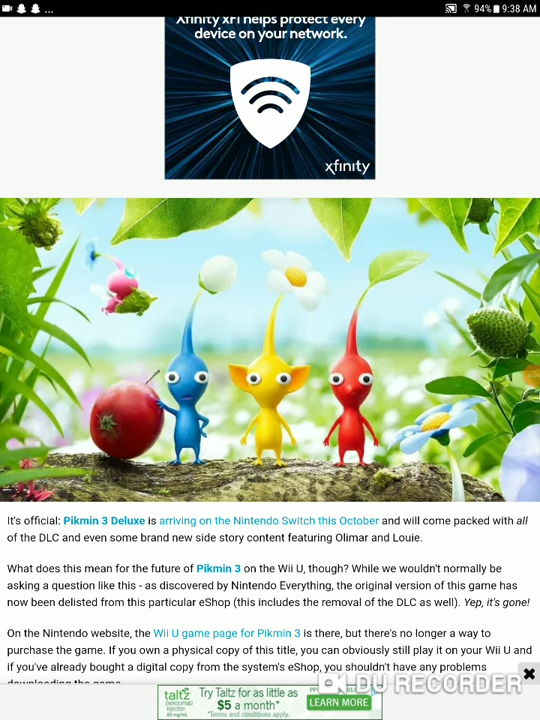 94% 9:38 AM
Xfinity xFi helps protect every
device on your network.
xfinity
It's official: Pikmin 3 Deluxe is arriving on the Nintendo Switch this October and will come packed with all
of the DLC and even some brand new side story content featuring Olimar and Louie.
What does this mean for the future of Pikmin 3 on the Wii U, though? While we wouldn't normally be
asking a question like this - as discovered by Nintendo Everything, the original version of this game has
now been delisted from this particular eShop (this includes the removal of the DLC as well). Yep, it's gone!
On the Nintendo website, the Wii U game page for Pikmin 3 is there, but there's no longer a way to
purchase the game. If you own a physical copy of this title, you can obviously still play it on your Wii U and
if you've already bought a digital copy from the system's eShop, you shouldn't have any problems
downloading the game.
taltz
(ixekizumab)
injection
80 mg/mL
Try Taltz for as little as
$5 a month*
*Terms and conditions apply.
LEARN MORE
DU RECORDER